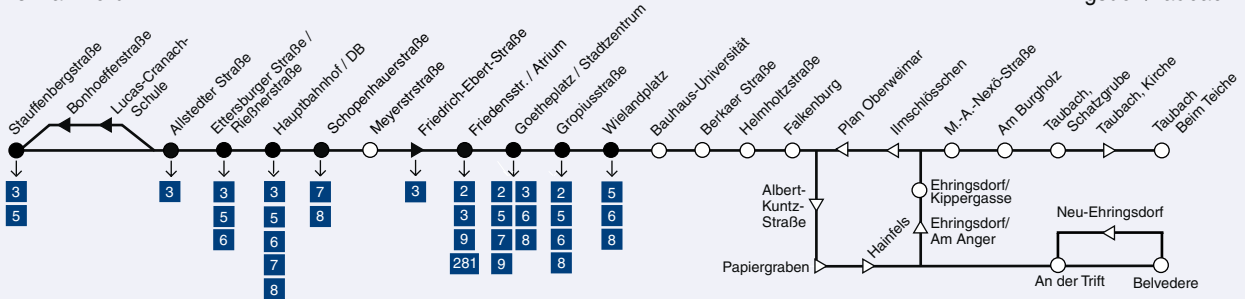 Stauffenbergstraße
Bonhoefferstraße
Lucas-Cranach-
Schule
Allstedter Straße
Ettersburger Straße /
Rießnerstraße
Hauptbahnhof / DB
Schopenhauerstraße
Meyerstraße
Friedrich-Ebert-Straße
Friedensstr. / Atrium
Goetheplatz / Stadtzentrum
Gropiusstraße
Wielandplatz
Bauhaus-Universität
Berkaer Straße
Helmholtzstraße
Falkenburg
Plan Oberweimar
Ilmschlösschen
M.-A.-Nexö-Straße
Am Burgholz
Taubach,
Schatzgrube
Taubach, Kirche
Taubach
Beim Teiche
3
5
3
3
5
6
3
5
6
7
8
7
8
3
2
3
9
281
2 3
5 6
7 8
9
2
5
6
8
5
6
8
Albert-
Kuntz-
Straße
Papiergraben
Hainfels
Ehringsdorf/
Kippergasse
Ehringsdorf/
Am Anger
Neu-Ehringsdorf
An der Trift
Belvedere